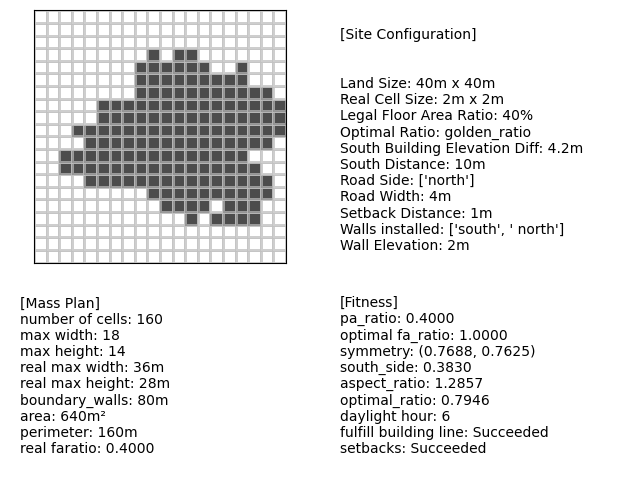 [Site Configuration]
Land Size: 40m x 40m
Real Cell Size: 2m x 2m
Legal Floor Area Ratio: 40%
Optimal Ratio: golden_ratio
South Building Elevation Diff: 4.2m
South Distance: 10m
Road Side: ['north']
Road Width: 4m
Setback Distance: 1m
Walls installed: ['south', ' north']
Wall Elevation: 2m
[Mass Plan]
number of cells: 160
max width: 18
max height: 14
real max width: 36m
real max height: 28m
boundary_walls: 80m
area: 640m²
perimeter: 160m
real faratio: 0.4000
[Fitness]
pa_ratio: 0.4000
optimal fa_ratio: 1.0000
symmetry: (0.7688, 0.7625)
south_side: 0.3830
aspect_ratio: 1.2857
optimal_ratio: 0.7946
daylight hour: 6
fulfill building line: Succeeded
setbacks: Succeeded